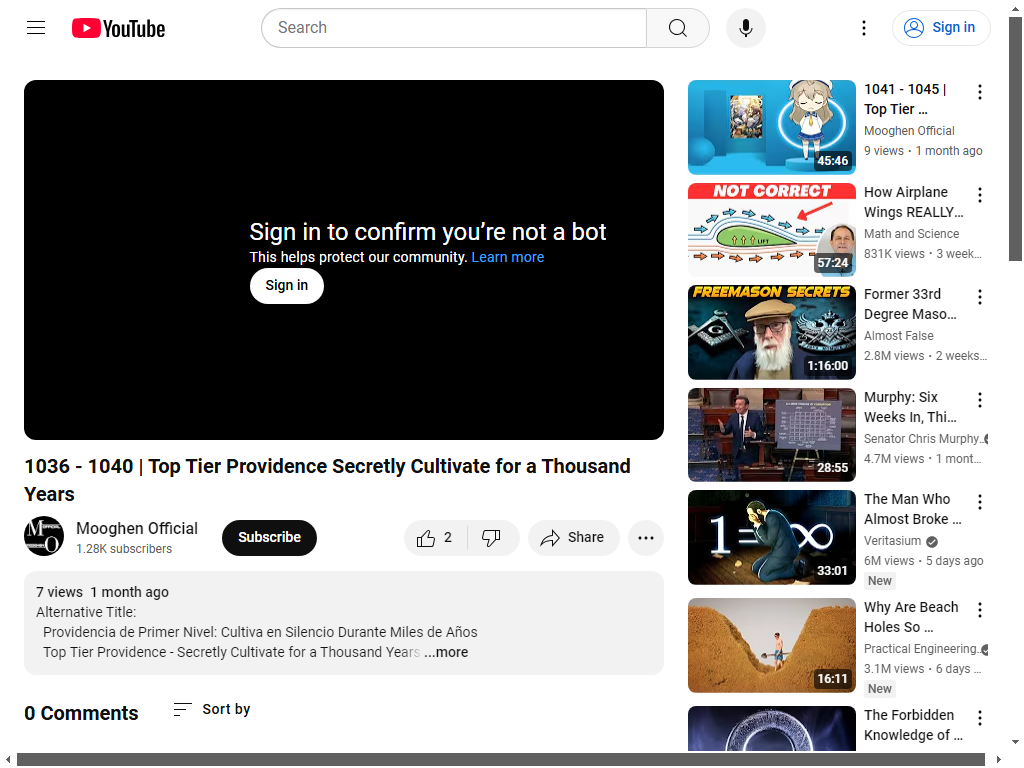 YouTube
Search
Sign in
Sign in to confirm you’re not a bot
This helps protect our community. Learn more
Sign in
1036 - 1040 | Top Tier Providence Secretly Cultivate for a Thousand
Years
Mooghen Official
1.28K subscribers
Subscribe
2
Share
7 views 1 month ago
Alternative Title:
Providencia de Primer Nivel: Cultiva en Silencio Durante Miles de Años
Top Tier Providence - Secretly Cultivate for a Thousand Years ...more
0 Comments
Sort by
45:46
1041 - 1045 |
Top Tier ...
Mooghen Official
9 views • 1 month ago
NOT CORRECT
LIFT
57:24
How Airplane
Wings REALLY...
Math and Science
831K views • 3 week...
FREEMASON SECRETS
1:16:00
Former 33rd
Degree Maso...
Almost False
2.8M views • 2 weeks...
28:55
Murphy: Six
Weeks In, Thi...
Senator Chris Murphy
4.7M views • 1 mont...
1=∞
33:01
The Man Who
Almost Broke ...
Veritasium
6M views • 5 days ago
New
16:11
Why Are Beach
Holes So ...
Practical Engineering
3.1M views • 6 days ...
New
The Forbidden
Knowledge of ...